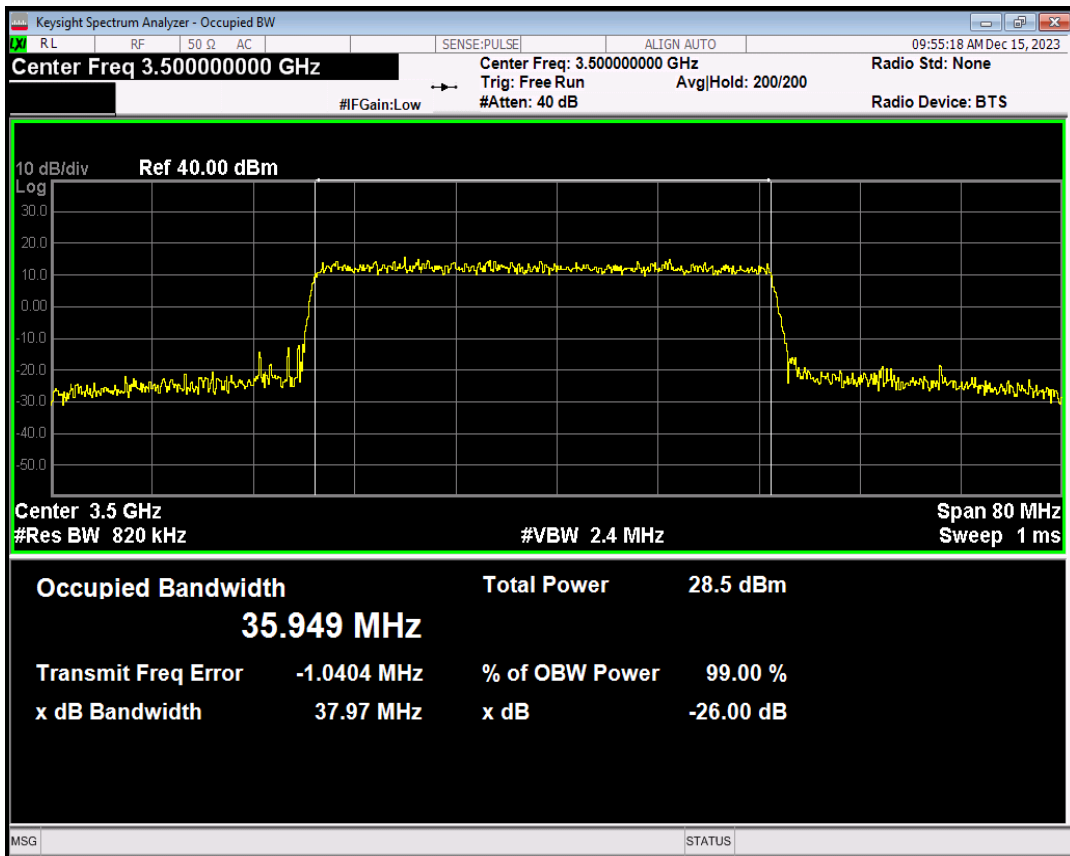 Keysight Spectrum Analyzer - Occupied BW
LXI RL RF 50 Ω AC SENSE:PULSE ALIGN AUTO 09:55:18 AM Dec 15, 2023
Center Freq 3.500000000 GHz Center Freq: 3.500000000 GHz Radio Std: None
Trig: Free Run Avg|Hold: 200/200
#IFGain:Low #Atten: 40 dB Radio Device: BTS
10 dB/div Ref 40.00 dBm
Log
30.0
20.0
10.0
0.00
-10.0
-20.0
-30.0
-40.0
-50.0
Center 3.5 GHz Span 80 MHz
#Res BW 820 kHz #VBW 2.4 MHz Sweep 1 ms
Occupied Bandwidth Total Power 28.5 dBm
35.949 MHz
Transmit Freq Error -1.0404 MHz % of OBW Power 99.00 %
x dB Bandwidth 37.97 MHz x dB -26.00 dB
MSG STATUS